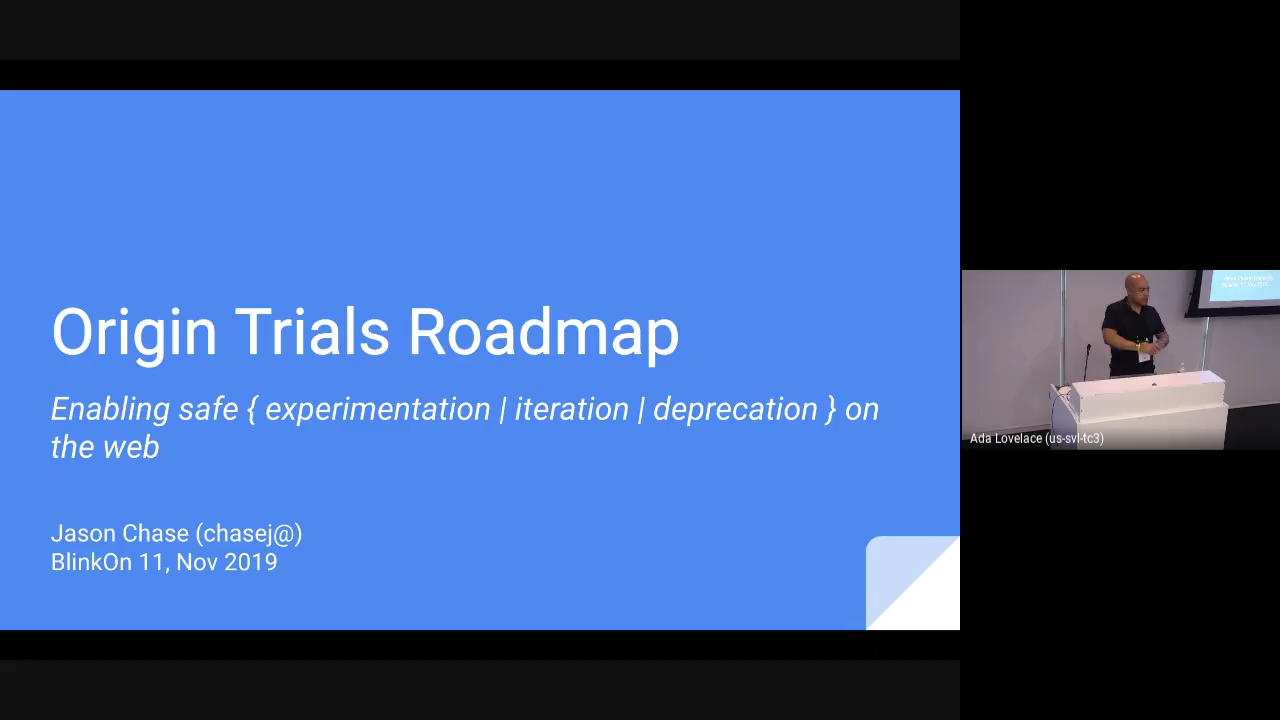 Origin Trials Roadmap
Enabling safe { experimentation | iteration | deprecation } on
the web
Jason Chase (chasej@)
BlinkOn 11, Nov 2019
Ada Lovelace (us-svl-tc3)